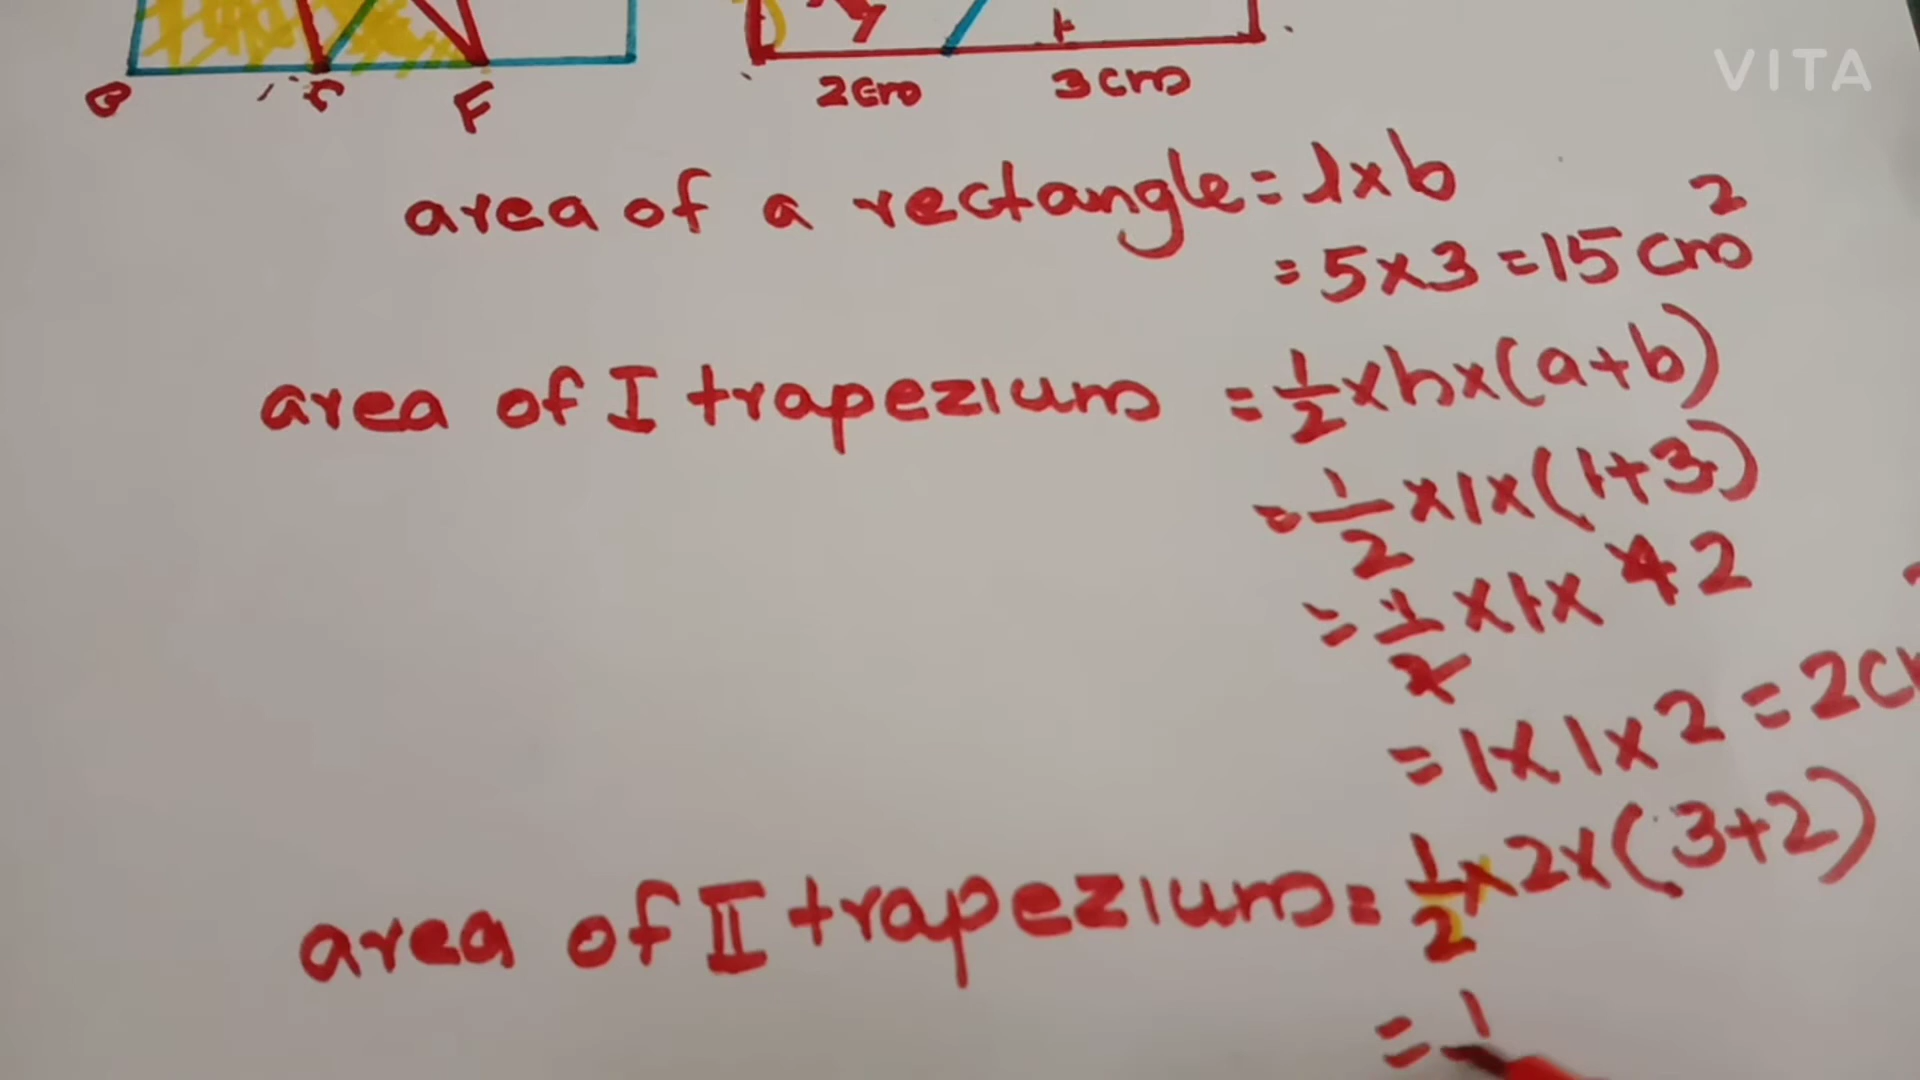 VITA
B C F 2cm 3cm
area of a rectangle = l×b
= 5×3 = 15 cm²
area of I trapezium = 1/2 × h × (a+b)
= 1/2 × 1 × (1+3)
= 1/2 × 1 × 4 2
= 1 × 1 × 2 = 2c
area of II trapezium = 1/2 × 2 × (3+2)
= 1